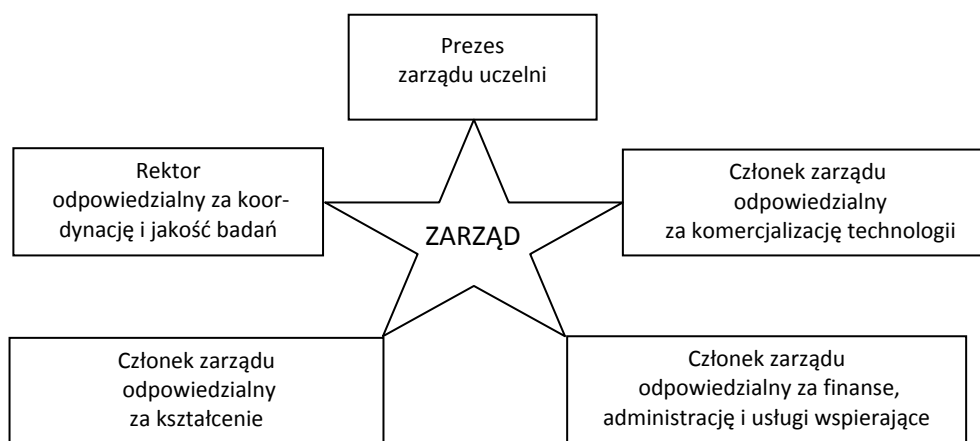 Prezes
zarządu uczelni
Rektor
odpowiedzialny za koor-
dynację i jakość badań
Członek zarządu
odpowiedzialny
za komercjalizację technologii
ZARZĄD
Członek zarządu
odpowiedzialny
za kształcenie
Członek zarządu
odpowiedzialny za finanse,
administrację i usługi wspierające